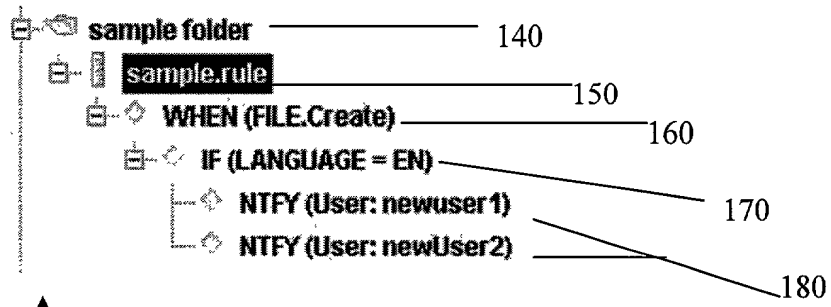 sample folder 140
sample.rule 150
WHEN (FILE.Create) 160
IF (LANGUAGE = EN) 170
NTFY (User: newuser1)
NTFY (User: newUser2)
180